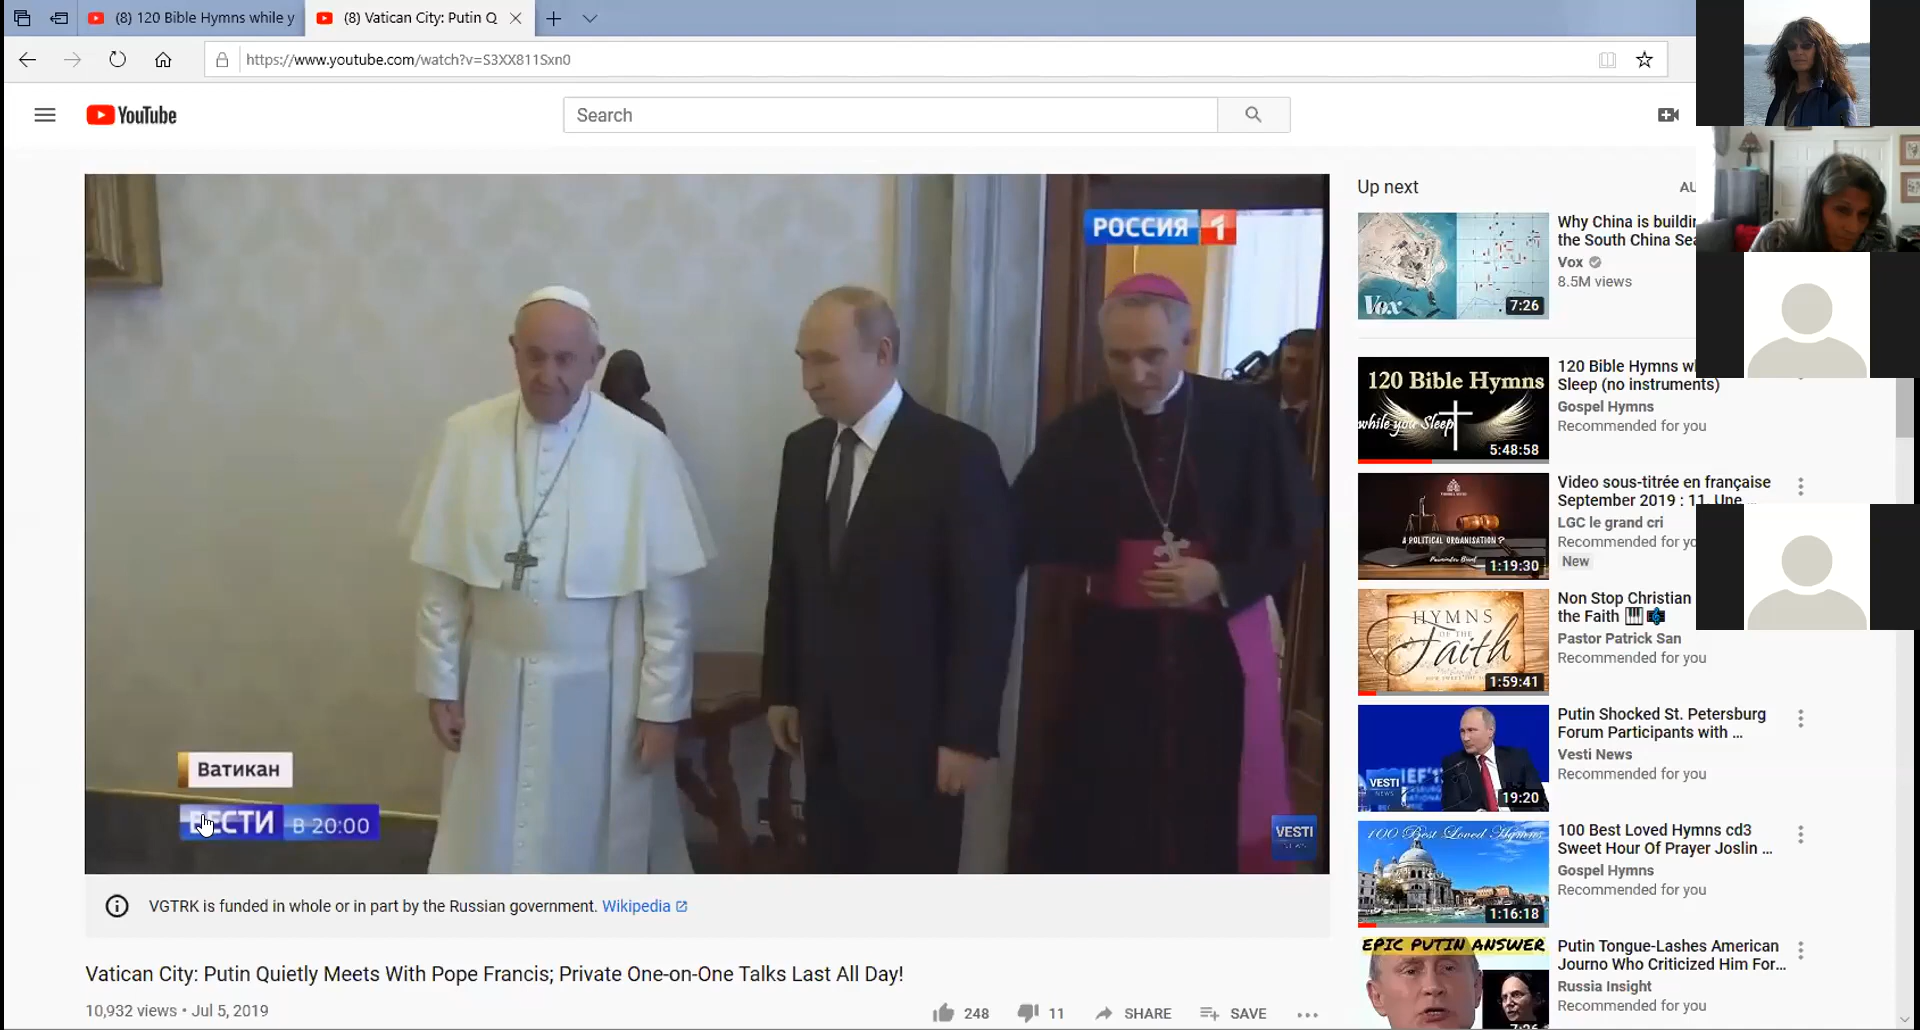 (8) 120 Bible Hymns while y
(8) Vatican City: Putin Q
https://www.youtube.com/watch?v=S3XX811Sxn0
YouTube
Search
РОССИЯ 1
Ватикан
ВЕСТИ В 20:00
VESTI
NEWS
VGTRK is funded in whole or in part by the Russian government. Wikipedia
Vatican City: Putin Quietly Meets With Pope Francis; Private One-on-One Talks Last All Day!
10,932 views • Jul 5, 2019
248
11
SHARE
SAVE
Up next
AU
Vox
7:26
Why China is buildin
the South China Sea
Vox
8.5M views
120 Bible Hymns
while you Sleep
5:48:58
120 Bible Hymns wh
Sleep (no instruments)
Gospel Hymns
Recommended for you
A POLITICAL ORGANISATION?
1:19:30
Video sous-titrée en française
September 2019 : 11. Une ...
LGC le grand cri
Recommended for yo
New
HYMNS
OF THE
Faith
1:59:41
Non Stop Christian
the Faith
Pastor Patrick San
Recommended for you
VESTI
NEWS
19:20
Putin Shocked St. Petersburg
Forum Participants with ...
Vesti News
Recommended for you
100 Best Loved Hymns
1:16:18
100 Best Loved Hymns cd3
Sweet Hour Of Prayer Joslin ...
Gospel Hymns
Recommended for you
EPIC PUTIN ANSWER
7:26
Putin Tongue-Lashes American
Journo Who Criticized Him For...
Russia Insight
Recommended for you